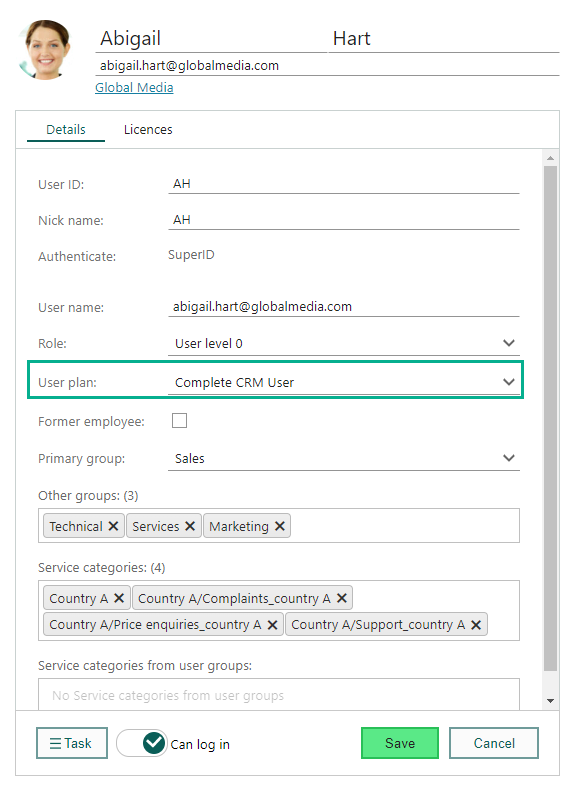 Abigail Hart
abigail.hart@globalmedia.com
Global Media
Details Licences
User ID: AH
Nick name: AH
Authenticate: SuperID
User name: abigail.hart@globalmedia.com
Role: User level 0
User plan: Complete CRM User
Former employee:
Primary group: Sales
Other groups: (3)
Technical Services Marketing
Service categories: (4)
Country A Country A/Complaints_country A
Country A/Price enquiries_country A Country A/Support_country A
Service categories from user groups:
No Service categories from user groups
Task Can log in Save Cancel